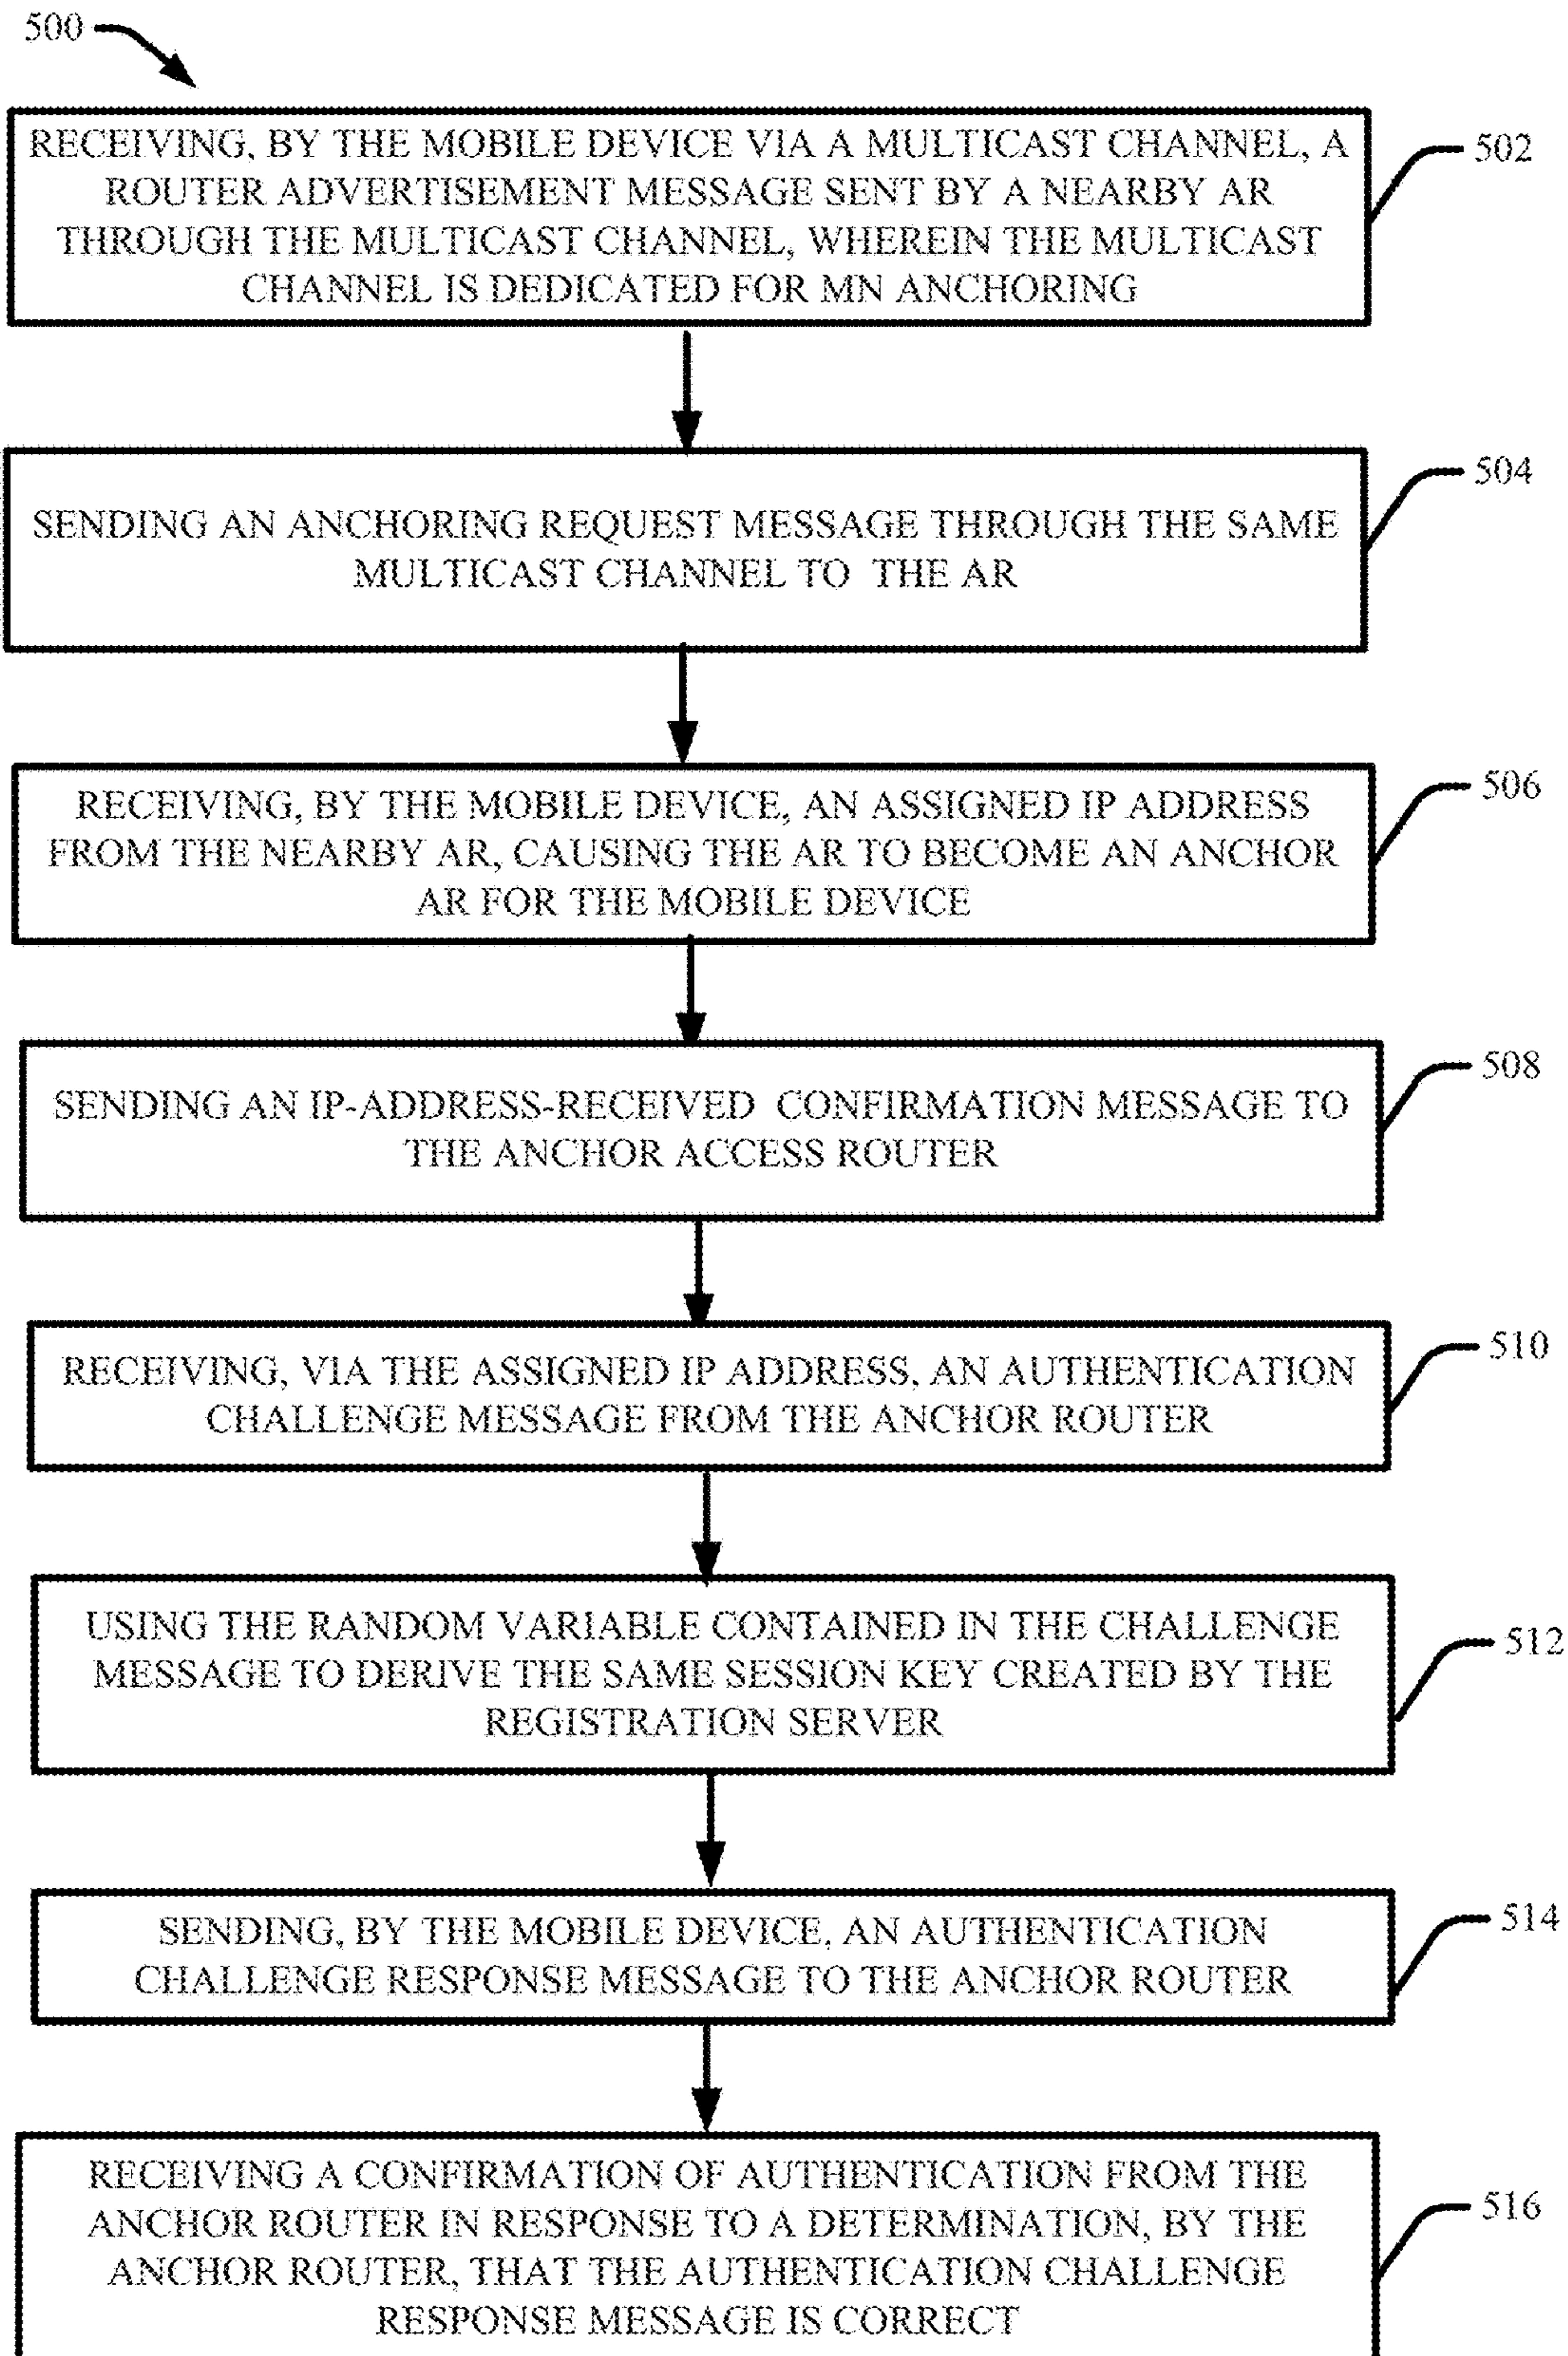 500
RECEIVING, BY THE MOBILE DEVICE VIA A MULTICAST CHANNEL, A
ROUTER ADVERTISEMENT MESSAGE SENT BY A NEARBY AR
THROUGH THE MULTICAST CHANNEL, WHEREIN THE MULTICAST
CHANNEL IS DEDICATED FOR MN ANCHORING
502
SENDING AN ANCHORING REQUEST MESSAGE THROUGH THE SAME
MULTICAST CHANNEL TO THE AR
504
RECEIVING, BY THE MOBILE DEVICE, AN ASSIGNED IP ADDRESS
FROM THE NEARBY AR, CAUSING THE AR TO BECOME AN ANCHOR
AR FOR THE MOBILE DEVICE
506
SENDING AN IP-ADDRESS-RECEIVED CONFIRMATION MESSAGE TO
THE ANCHOR ACCESS ROUTER
508
RECEIVING, VIA THE ASSIGNED IP ADDRESS, AN AUTHENTICATION
CHALLENGE MESSAGE FROM THE ANCHOR ROUTER
510
USING THE RANDOM VARIABLE CONTAINED IN THE CHALLENGE
MESSAGE TO DERIVE THE SAME SESSION KEY CREATED BY THE
REGISTRATION SERVER
512
SENDING, BY THE MOBILE DEVICE, AN AUTHENTICATION
CHALLENGE RESPONSE MESSAGE TO THE ANCHOR ROUTER
514
RECEIVING A CONFIRMATION OF AUTHENTICATION FROM THE
ANCHOR ROUTER IN RESPONSE TO A DETERMINATION, BY THE
ANCHOR ROUTER, THAT THE AUTHENTICATION CHALLENGE
RESPONSE MESSAGE IS CORRECT
516